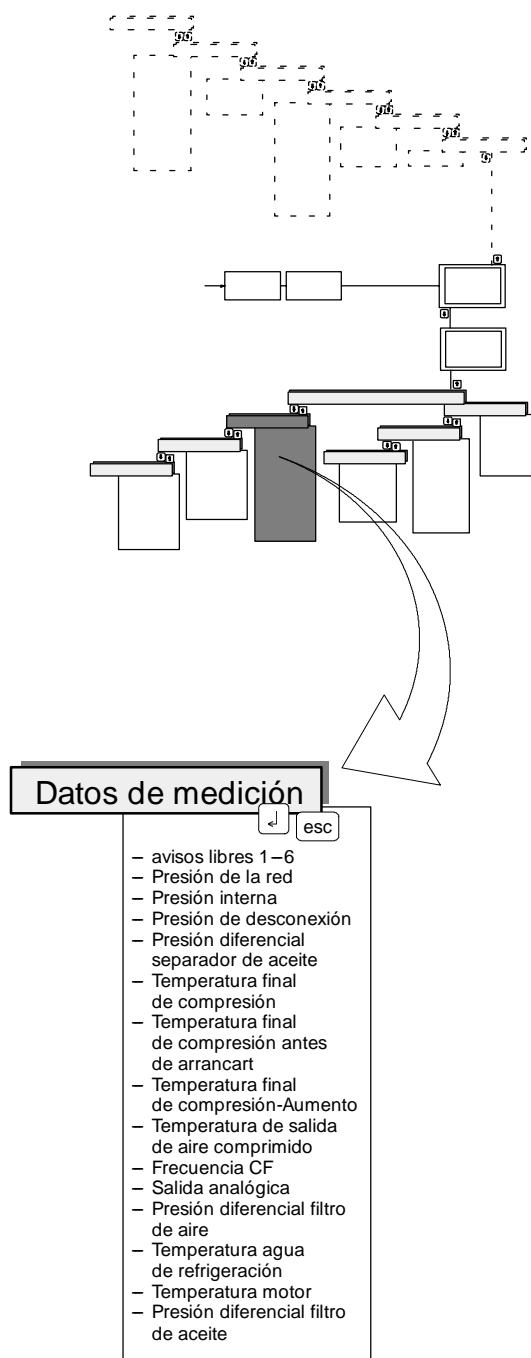 Datos de medición
esc
– avisos libres 1–6
– Presión de la red
– Presión interna
– Presión de desconexión
– Presión diferencial
separador de aceite
– Temperatura final
de compresión
– Temperatura final
de compresión antes
de arrancart
– Temperatura final
de compresión-Aumento
– Temperatura de salida
de aire comprimido
– Frecuencia CF
– Salida analógica
– Presión diferencial filtro
de aire
– Temperatura agua
de refrigeración
– Temperatura motor
– Presión diferencial filtro
de aceite